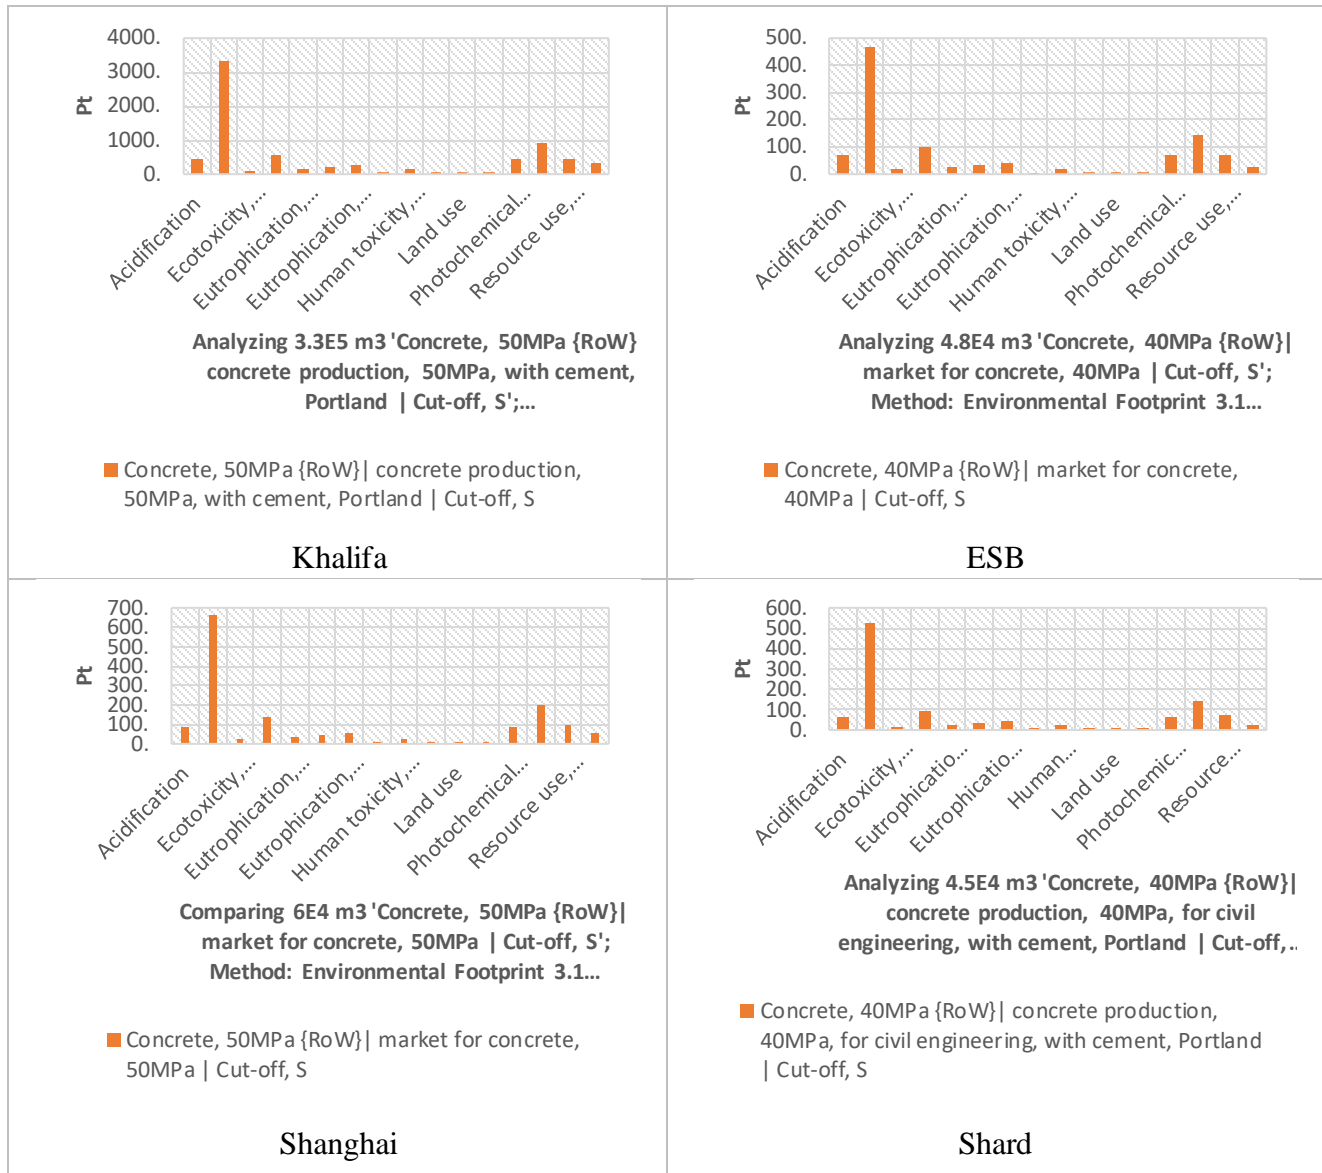 4000.
3000.
2000.
1000.
0.
Pt
Acidification
Ecotoxicity,...
Eutrophication,...
Eutrophication,...
Human toxicity,...
Land use
Photochemical...
Resource use,...
Analyzing 3.3E5 m3 'Concrete, 50MPa {RoW}
concrete production, 50MPa, with cement,
Portland | Cut-off, S';...
Concrete, 50MPa {RoW}| concrete production,
50MPa, with cement, Portland | Cut-off, S
Khalifa
500.
400.
300.
200.
100.
0.
Pt
Acidification
Ecotoxicity,...
Eutrophication,...
Eutrophication,...
Human toxicity,...
Land use
Photochemical...
Resource use,...
Analyzing 4.8E4 m3 'Concrete, 40MPa {RoW}|
market for concrete, 40MPa | Cut-off, S';
Method: Environmental Footprint 3.1...
Concrete, 40MPa {RoW}| market for concrete,
40MPa | Cut-off, S
ESB
700.
600.
500.
400.
300.
200.
100.
0.
Pt
Acidification
Ecotoxicity,...
Eutrophication,...
Eutrophication,...
Human toxicity,...
Land use
Photochemical...
Resource use,...
Comparing 6E4 m3 'Concrete, 50MPa {RoW}|
market for concrete, 50MPa | Cut-off, S';
Method: Environmental Footprint 3.1...
Concrete, 50MPa {RoW}| market for concrete,
50MPa | Cut-off, S
Shanghai
600.
500.
400.
300.
200.
100.
0.
Pt
Acidification
Ecotoxicity,...
Eutrophicatio...
Eutrophicatio...
Human...
Land use
Photochemic...
Resource...
Analyzing 4.5E4 m3 'Concrete, 40MPa {RoW}|
concrete production, 40MPa, for civil
engineering, with cement, Portland | Cut-off,..
Concrete, 40MPa {RoW}| concrete production,
40MPa, for civil engineering, with cement, Portland
| Cut-off, S
Shard